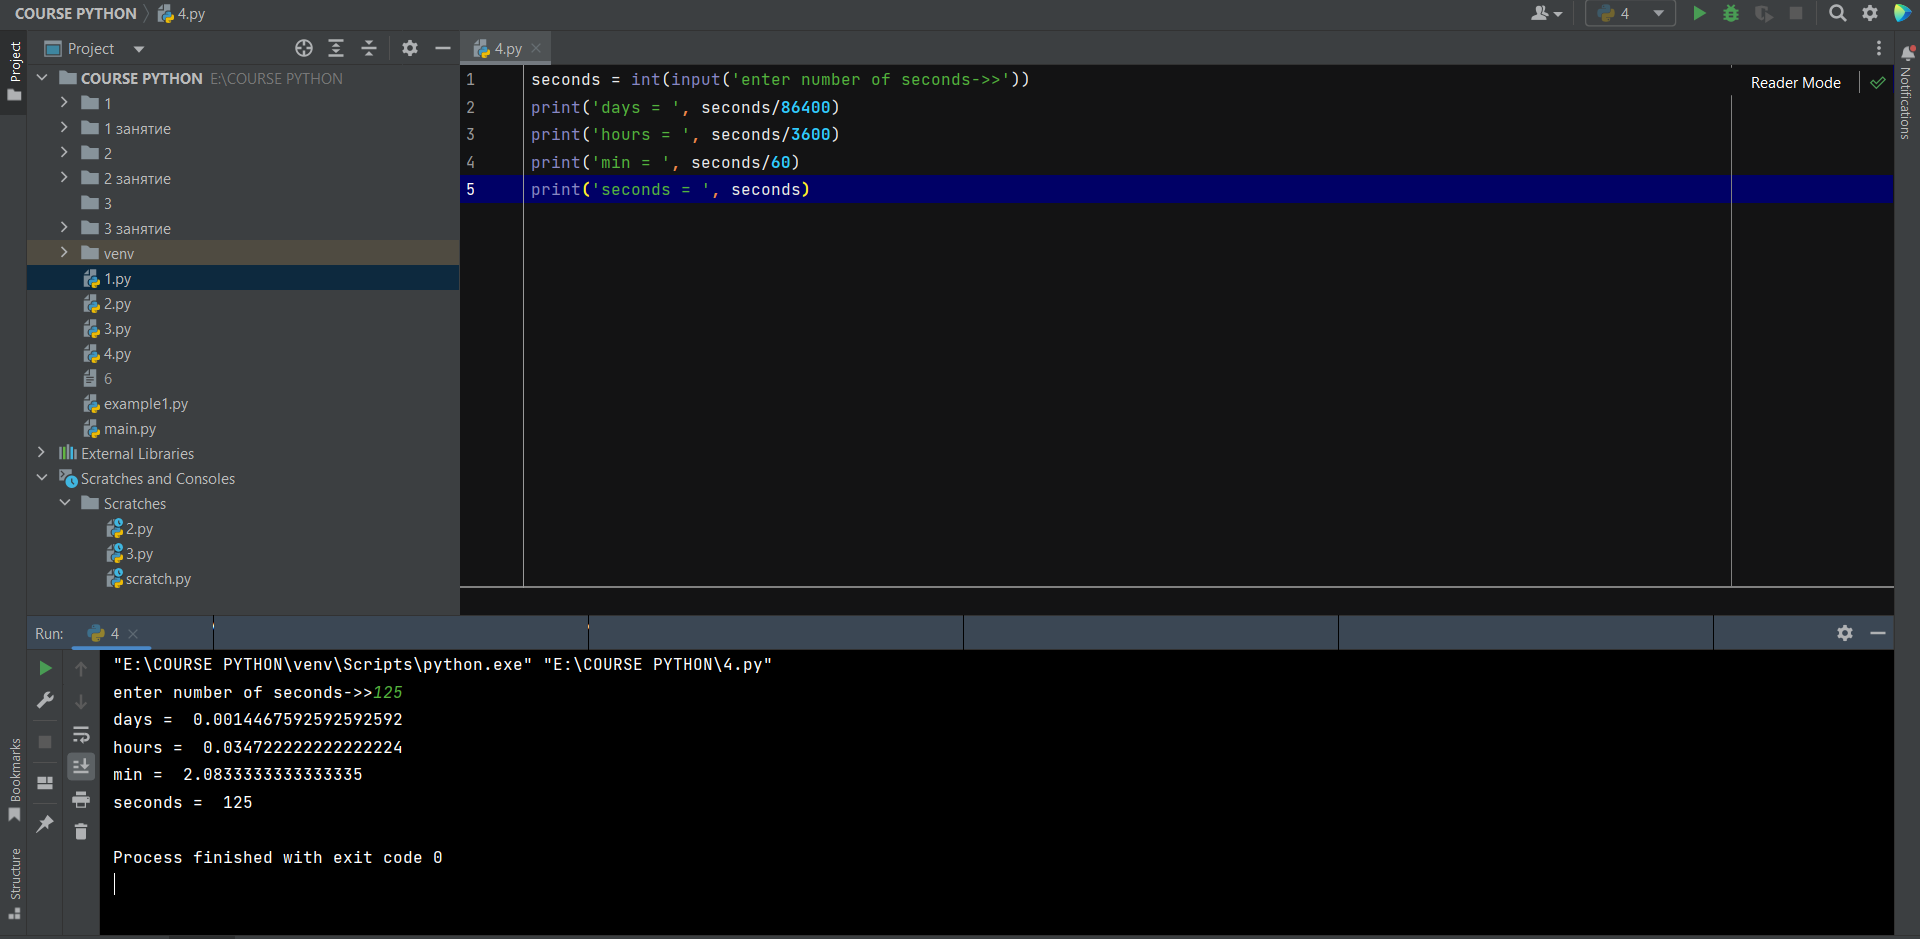 COURSE PYTHON 4.py
4
Project
Project
4.py
COURSE PYTHON E:\COURSE PYTHON
1
1 занятие
2
2 занятие
3
3 занятие
venv
1.py
2.py
3.py
4.py
6
example1.py
main.py
External Libraries
Scratches and Consoles
Scratches
2.py
3.py
scratch.py
1 seconds = int(input('enter number of seconds->>'))
2 print('days = ', seconds/86400)
3 print('hours = ', seconds/3600)
4 print('min = ', seconds/60)
5 print('seconds = ', seconds)
Reader Mode
Notifications
Run: 4
"E:\COURSE PYTHON\venv\Scripts\python.exe" "E:\COURSE PYTHON\4.py"
enter number of seconds->>125
days =  0.0014467592592592592
hours =  0.034722222222222224
min =  2.0833333333333335
seconds =  125
Process finished with exit code 0
Bookmarks
Structure